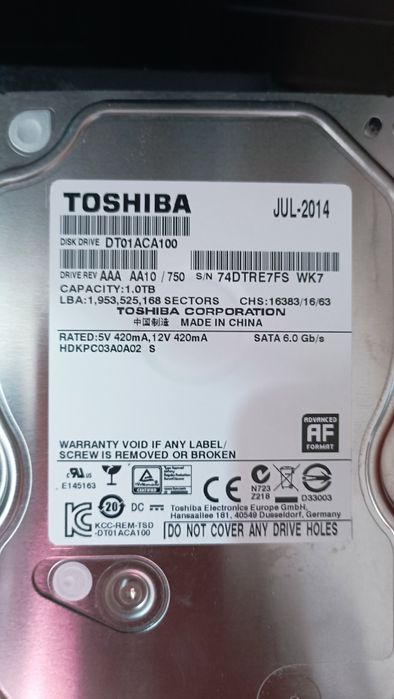 TOSHIBA
JUL-2014
DISK DRIVE DT01ACA100
DRIVE REV AAA AA10 / 750 S/N 74DTRE7FS WK7
CAPACITY:1.0TB
LBA:1,953,525,168 SECTORS CHS:16383/16/63
TOSHIBA CORPORATION
中国制造 MADE IN CHINA
RATED:5V 420mA,12V 420mA SATA 6.0 Gb/s
HDKPC03A0A02 S
ADVANCED
AF
FORMAT
WARRANTY VOID IF ANY LABEL/
SCREW IS REMOVED OR BROKEN
c US
E145163
N723
Z218
D33003
20 DC
CE Toshiba Electronics Europe GmbH,
Hansaallee 181, 40549 Dusseldorf, Germany
KCC-REM-TSD
-DT01ACA100
DO NOT COVER ANY DRIVE HOLES